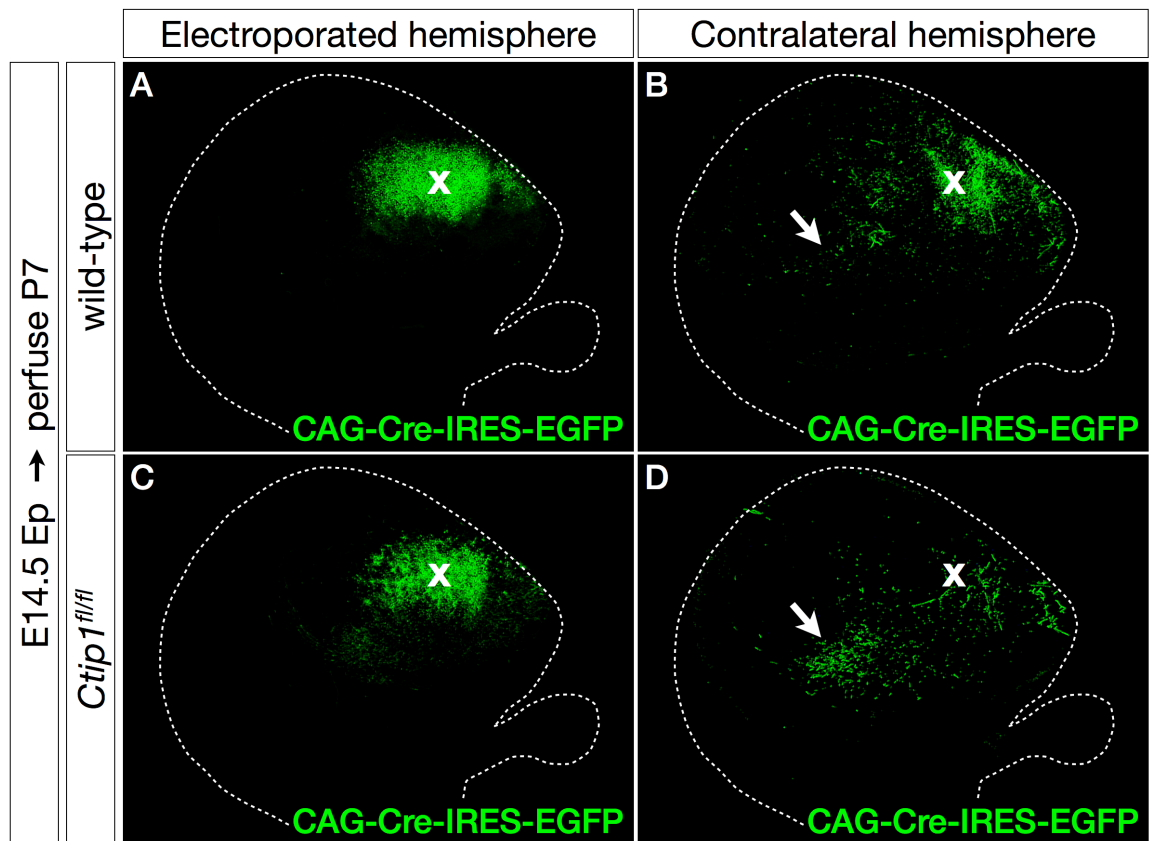 Electroporated hemisphere
Contralateral hemisphere
E14.5 Ep → perfuse P7
wild-type
A
X
CAG-Cre-IRES-EGFP
B
X
CAG-Cre-IRES-EGFP
Ctip1fl/fl
C
X
CAG-Cre-IRES-EGFP
D
X
CAG-Cre-IRES-EGFP